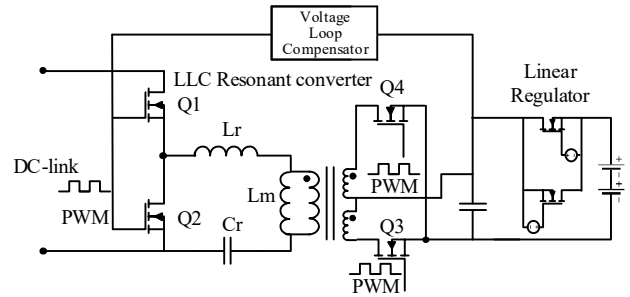 Voltage
Loop
Compensator
LLC Resonant converter
Q4
Linear
Regulator
Q1
Lr
DC-link
PWM
Lm
PWM
Q2
Cr
Q3
PWM
+
-
+
-